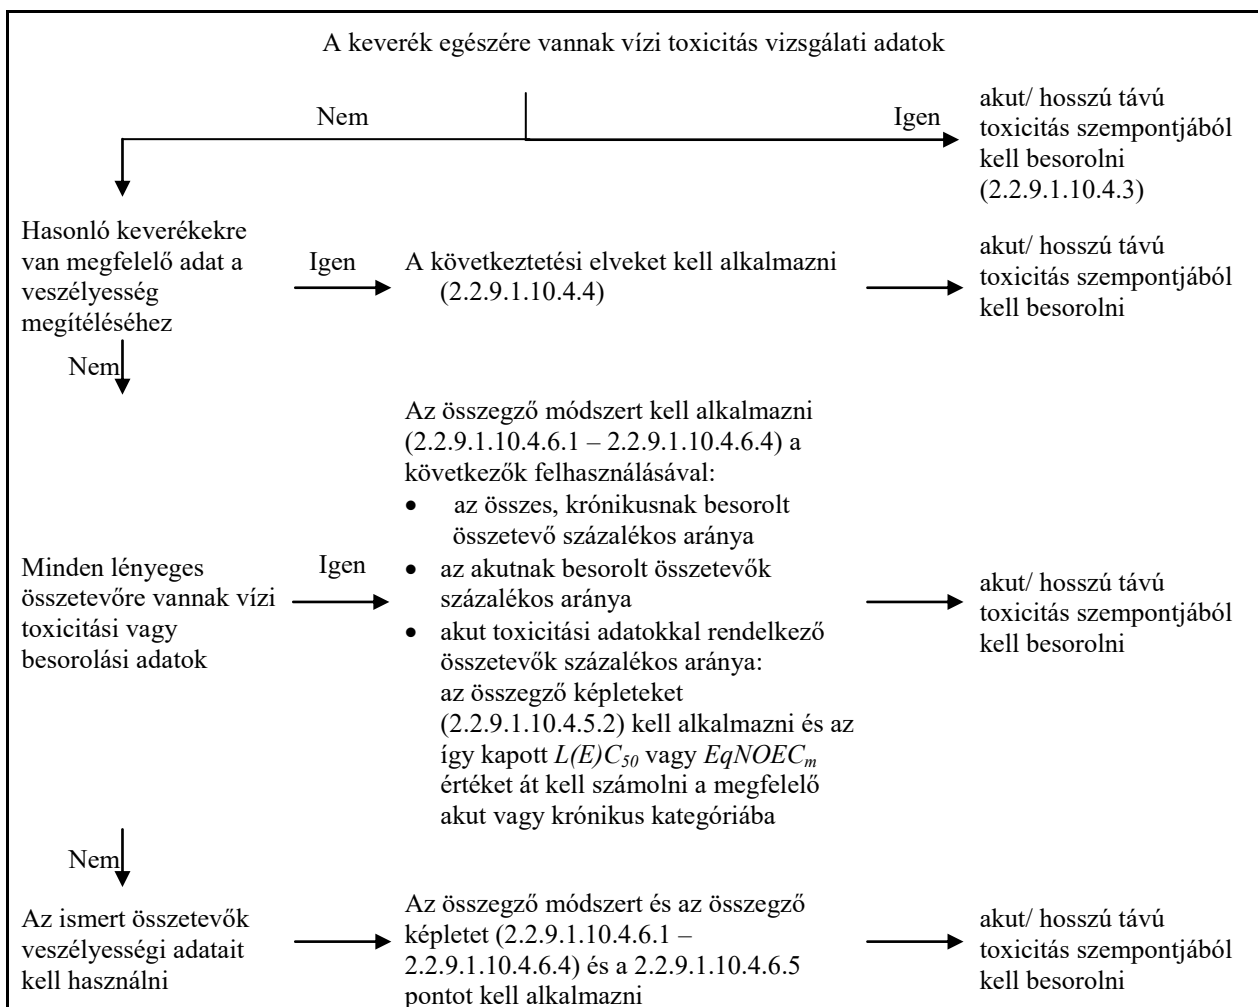 A keverék egészére vannak vízi toxicitás vizsgálati adatok
Nem
Igen
akut/ hosszú távú
toxicitás szempontjából
kell besorolni
(2.2.9.1.10.4.3)
Hasonló keverékekre
van megfelelő adat a
veszélyesség
megítéléséhez
Igen
A következtetési elveket kell alkalmazni
(2.2.9.1.10.4.4)
akut/ hosszú távú
toxicitás szempontjából
kell besorolni
Nem
Minden lényeges
összetevőre vannak vízi
toxicitási vagy
besorolási adatok
Igen
Az összegző módszert kell alkalmazni
(2.2.9.1.10.4.6.1 – 2.2.9.1.10.4.6.4) a
következők felhasználásával:
• az összes, krónikusnak besorolt
összetevő százalékos aránya
• az akutnak besorolt összetevők
százalékos aránya
• akut toxicitási adatokkal rendelkező
összetevők százalékos aránya:
az összegző képleteket
(2.2.9.1.10.4.5.2) kell alkalmazni és az
így kapott L(E)C₅₀ vagy EqNOECₘ
értéket át kell számolni a megfelelő
akut vagy krónikus kategóriába
akut/ hosszú távú
toxicitás szempontjából
kell besorolni
Nem
Az ismert összetevők
veszélyességi adatait
kell használni
Az összegző módszert és az összegző
képletet (2.2.9.1.10.4.6.1 –
2.2.9.1.10.4.6.4) és a 2.2.9.1.10.4.6.5
pontot kell alkalmazni
akut/ hosszú távú
toxicitás szempontjából
kell besorolni